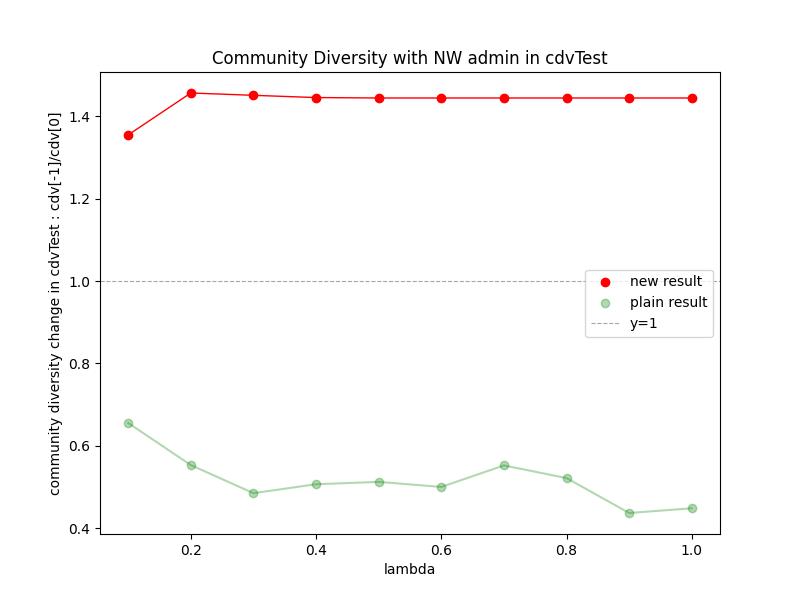 Community Diversity with NW admin in cdvTest
community diversity change in cdvTest : cdv[-1]/cdv[0]
1.4
1.2
1.0
0.8
0.6
0.4
new result
plain result
y=1
0.2
0.4
0.6
0.8
1.0
lambda